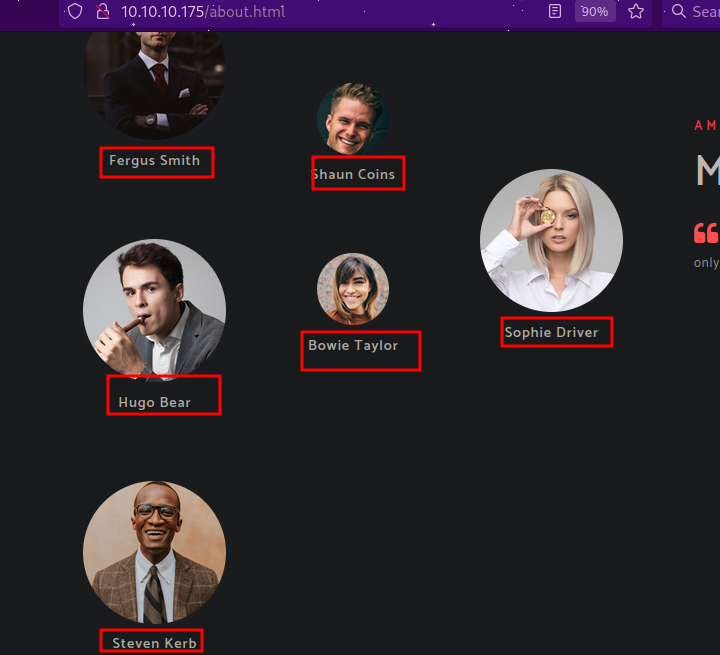 10.10.10.175/about.html
90%
Sear
Fergus Smith
Shaun Coins
Sophie Driver
Hugo Bear
Bowie Taylor
Steven Kerb
AM
M
“
only